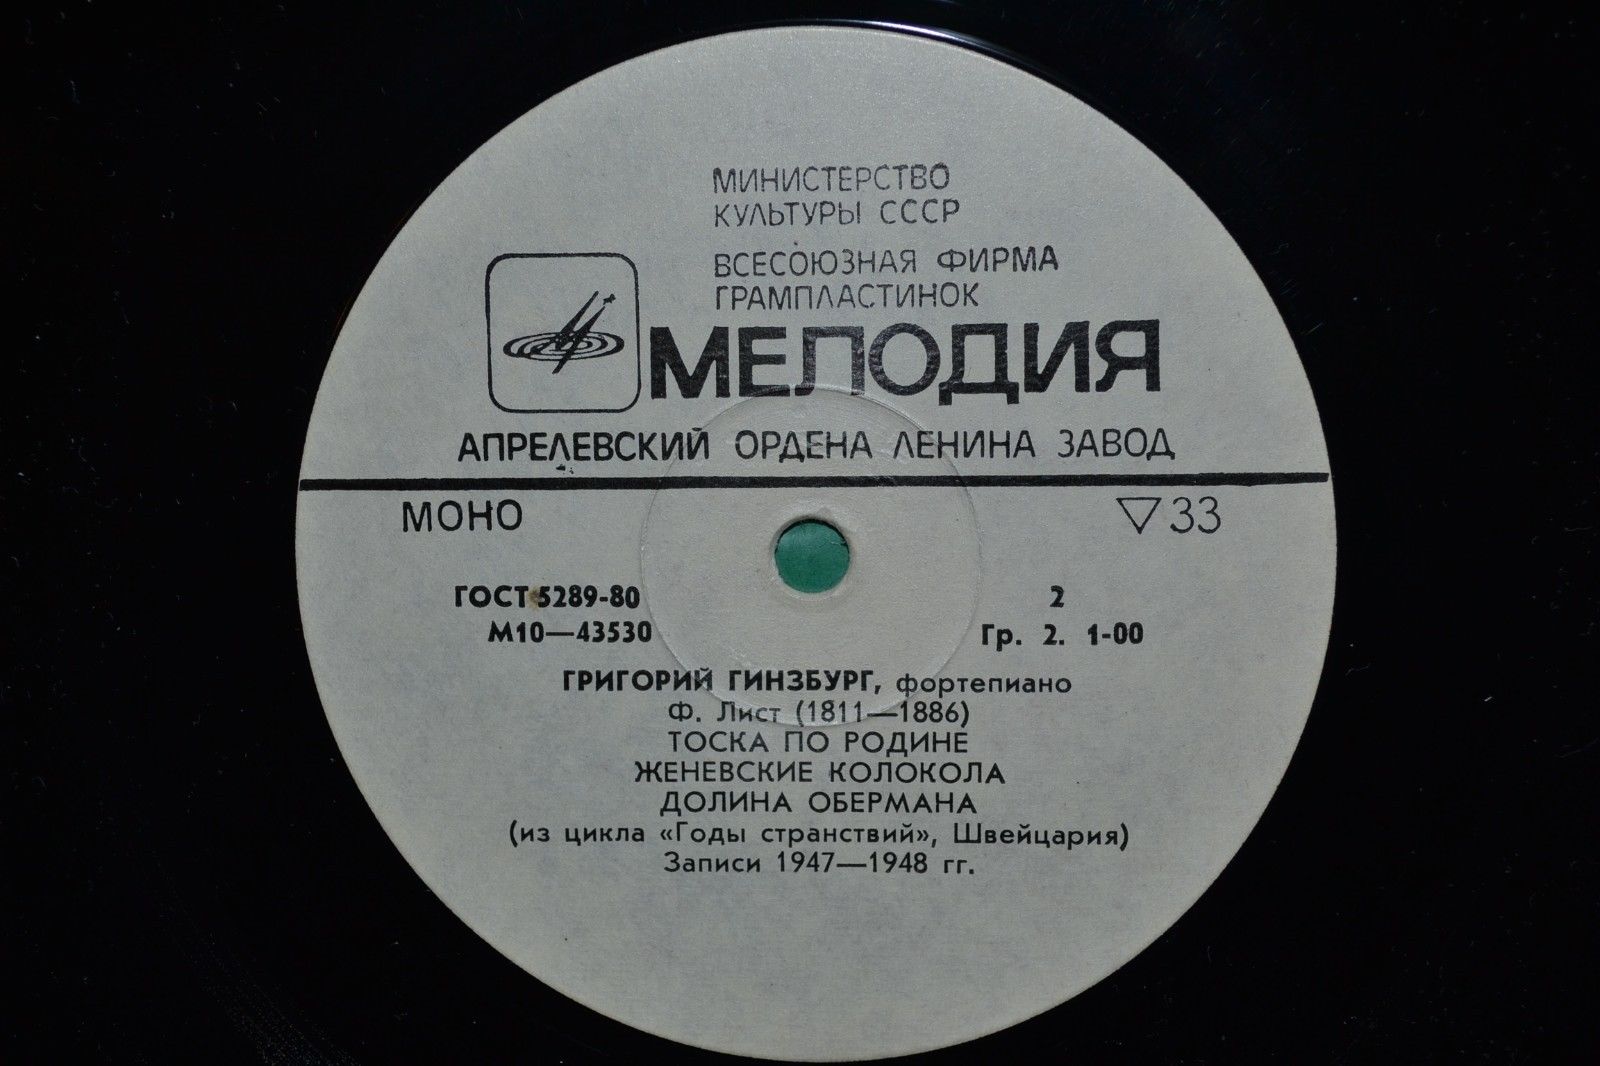 МИНИСТЕРСТВО
КУЛЬТУРЫ СССР
ВСЕСОЮЗНАЯ ФИРМА
ГРАМПЛАСТИНОК
МЕЛОДИЯ
АПРЕЛЕВСКИЙ ОРДЕНА ЛЕНИНА ЗАВОД
МОНО ▽33
ГОСТ 5289-80 2
М10—43530 Гр. 2. 1-00
ГРИГОРИЙ ГИНЗБУРГ, фортепиано
Ф. Лист (1811—1886)
ТОСКА ПО РОДИНЕ
ЖЕНЕВСКИЕ КОЛОКОЛА
ДОЛИНА ОБЕРМАНА
(из цикла «Годы странствий», Швейцария)
Записи 1947—1948 гг.